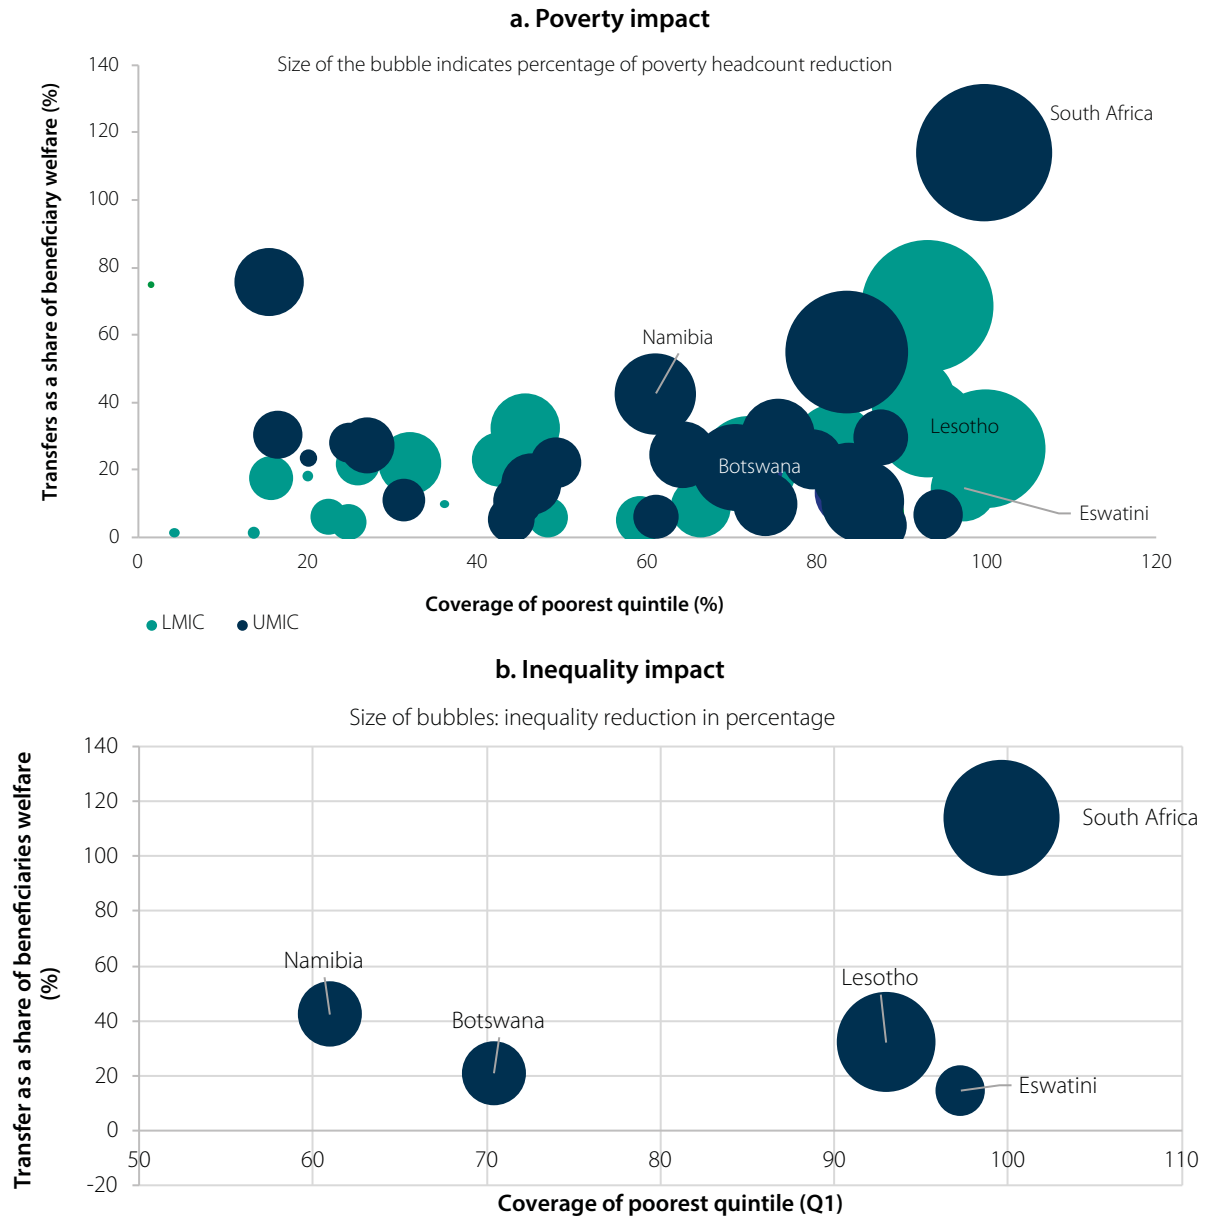 a. Poverty impact
Size of the bubble indicates percentage of poverty headcount reduction
Transfers as a share of beneficiary welfare (%)
140
120
100
80
60
40
20
0
South Africa
Namibia
Lesotho
Botswana
Eswatini
0 20 40 60 80 100 120
Coverage of poorest quintile (%)
LMIC UMIC
b. Inequality impact
Size of bubbles: inequality reduction in percentage
Transfer as a share of beneficiaries welfare
(%)
140
120
100
80
60
40
20
0
-20
South Africa
Namibia
Lesotho
Botswana
Eswatini
50 60 70 80 90 100 110
Coverage of poorest quintile (Q1)